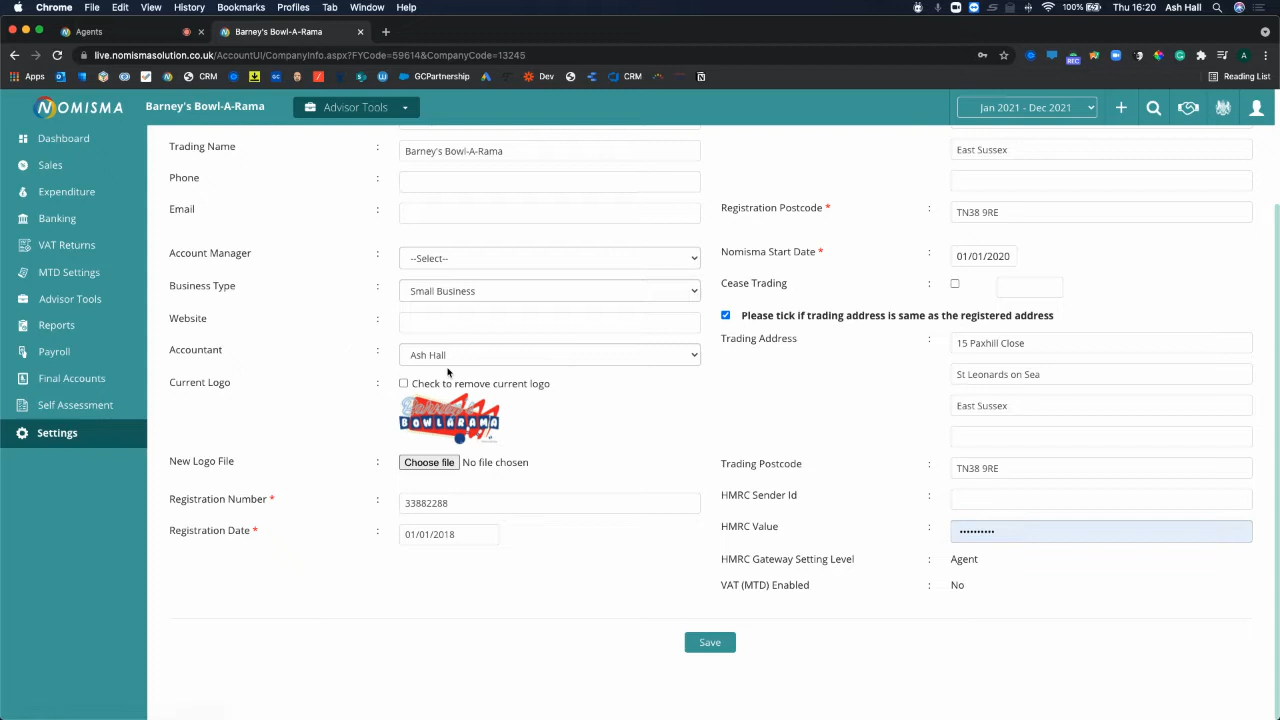 Chrome File Edit View History Bookmarks Profiles Tab Window Help 100% Thu 16:20 Ash Hall
Agents Barney's Bowl-A-Rama
live.nomismasolution.co.uk/AccountUI/CompanyInfo.aspx?FYCode=59614&CompanyCode=13245
Apps CRM GCPartnership Dev CRM Reading List
NOMISMA Barney's Bowl-A-Rama Advisor Tools Jan 2021 - Dec 2021
Dashboard
Sales
Expenditure
Banking
VAT Returns
MTD Settings
Advisor Tools
Reports
Payroll
Final Accounts
Self Assessment
Settings
Trading Name : Barney's Bowl-A-Rama
Phone :
Email :
Account Manager : --Select--
Business Type : Small Business
Website :
Accountant : Ash Hall
Current Logo : Check to remove current logo
Barney's
BOWLARAMA
New Logo File : Choose file No file chosen
Registration Number * : 33882288
Registration Date * : 01/01/2018
East Sussex
Registration Postcode * : TN38 9RE
Nomisma Start Date * : 01/01/2020
Cease Trading :
Please tick if trading address is same as the registered address
Trading Address : 15 Paxhill Close
St Leonards on Sea
East Sussex
Trading Postcode : TN38 9RE
HMRC Sender Id :
HMRC Value : ••••••••••
HMRC Gateway Setting Level : Agent
VAT (MTD) Enabled : No
Save